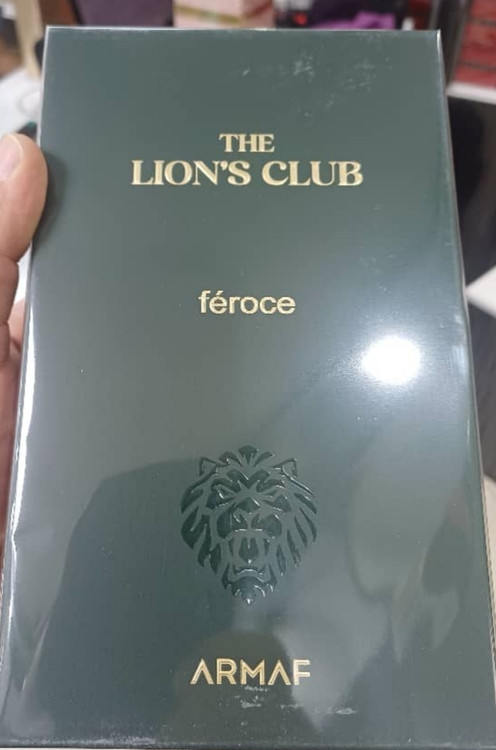 THE
LION'S CLUB
féroce
ARMAF